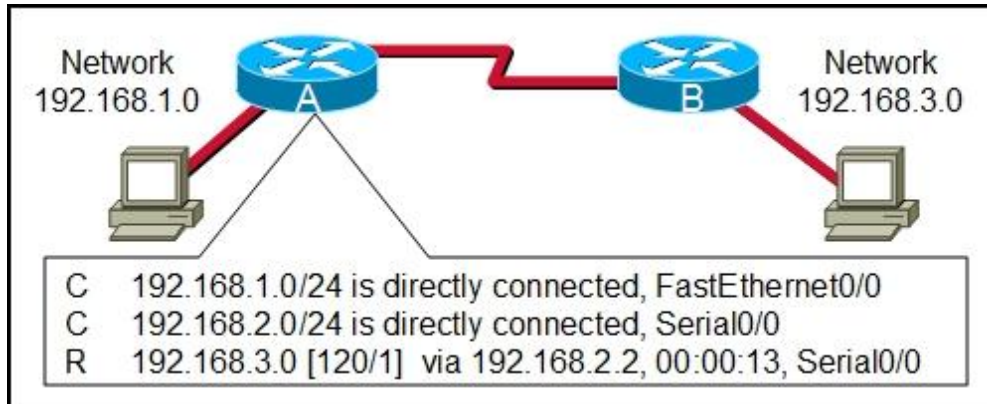 Network
192.168.1.0
A
B
Network
192.168.3.0
C 192.168.1.0/24 is directly connected, FastEthernet0/0
C 192.168.2.0/24 is directly connected, Serial0/0
R 192.168.3.0 [120/1] via 192.168.2.2, 00:00:13, Serial0/0